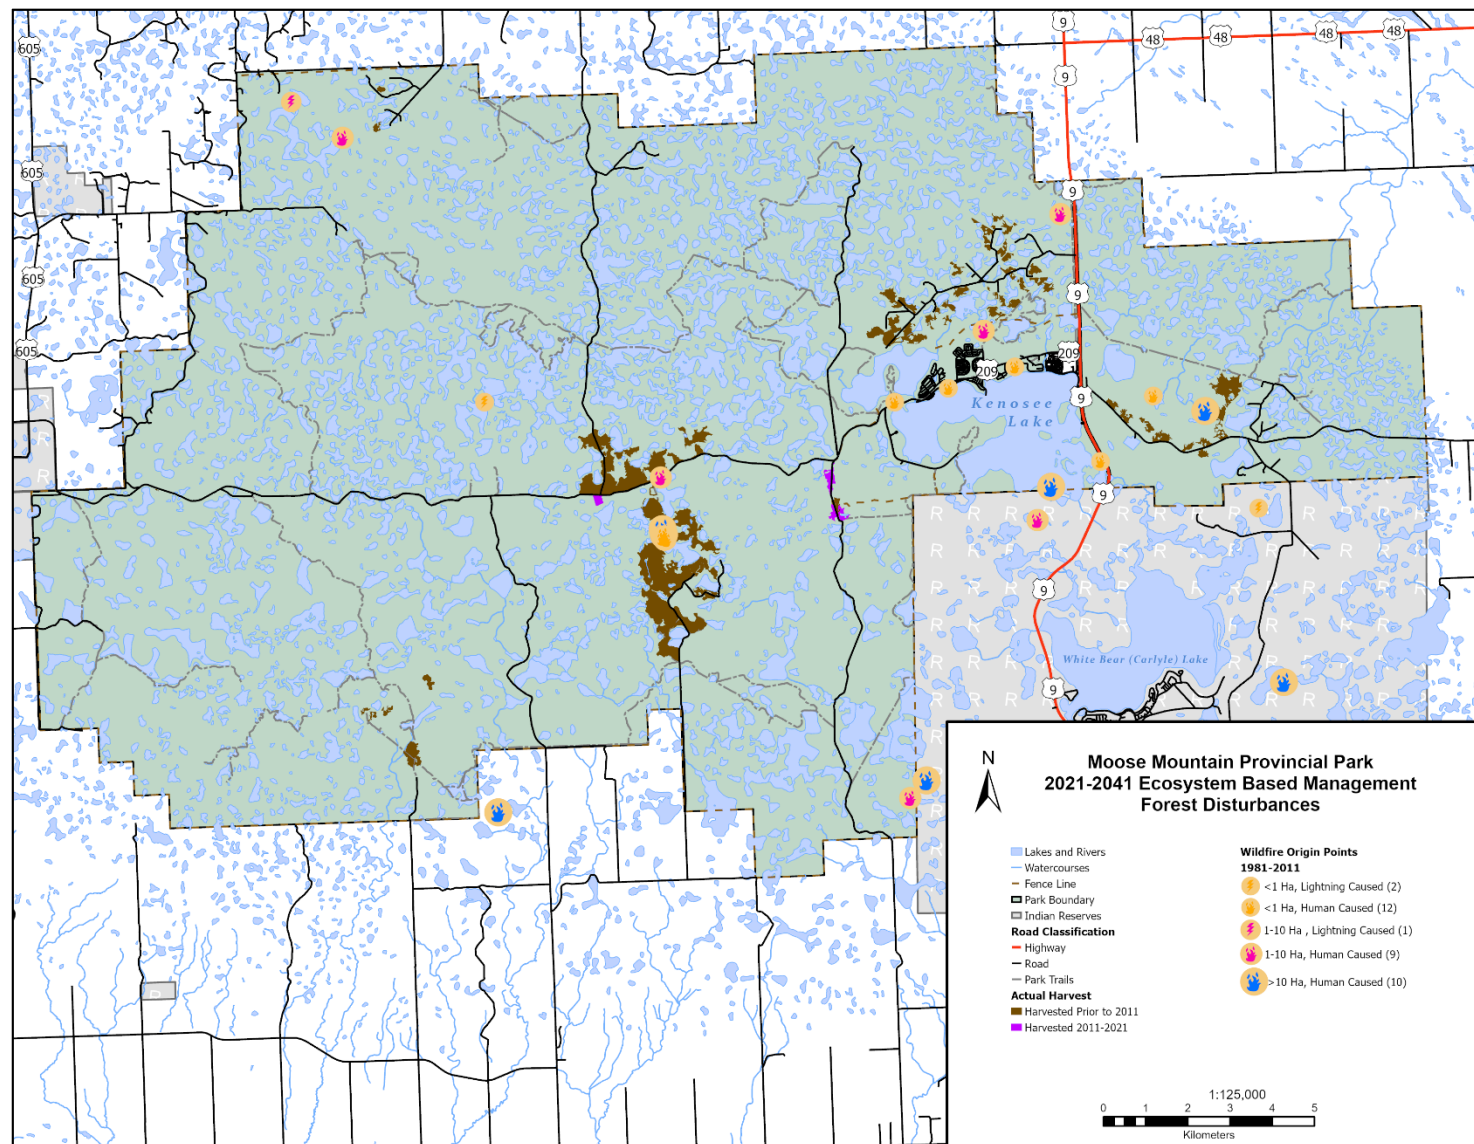 9
605
48
48
48
48
9
605
9
605
9
605
209
209
9
Kenosee
Lake
9
R R R R R R R R
9
White Bear (Carlyle) Lake
9
Moose Mountain Provincial Park
2021-2041 Ecosystem Based Management
Forest Disturbances
N
Lakes and Rivers
Watercourses
Fence Line
Park Boundary
Indian Reserves
Road Classification
Highway
Road
Park Trails
Actual Harvest
Harvested Prior to 2011
Harvested 2011-2021
Wildfire Origin Points
1981-2011
<1 Ha, Lightning Caused (2)
<1 Ha, Human Caused (12)
1-10 Ha , Lightning Caused (1)
1-10 Ha, Human Caused (9)
>10 Ha, Human Caused (10)
1:125,000
0 1 2 3 4 5
Kilometers